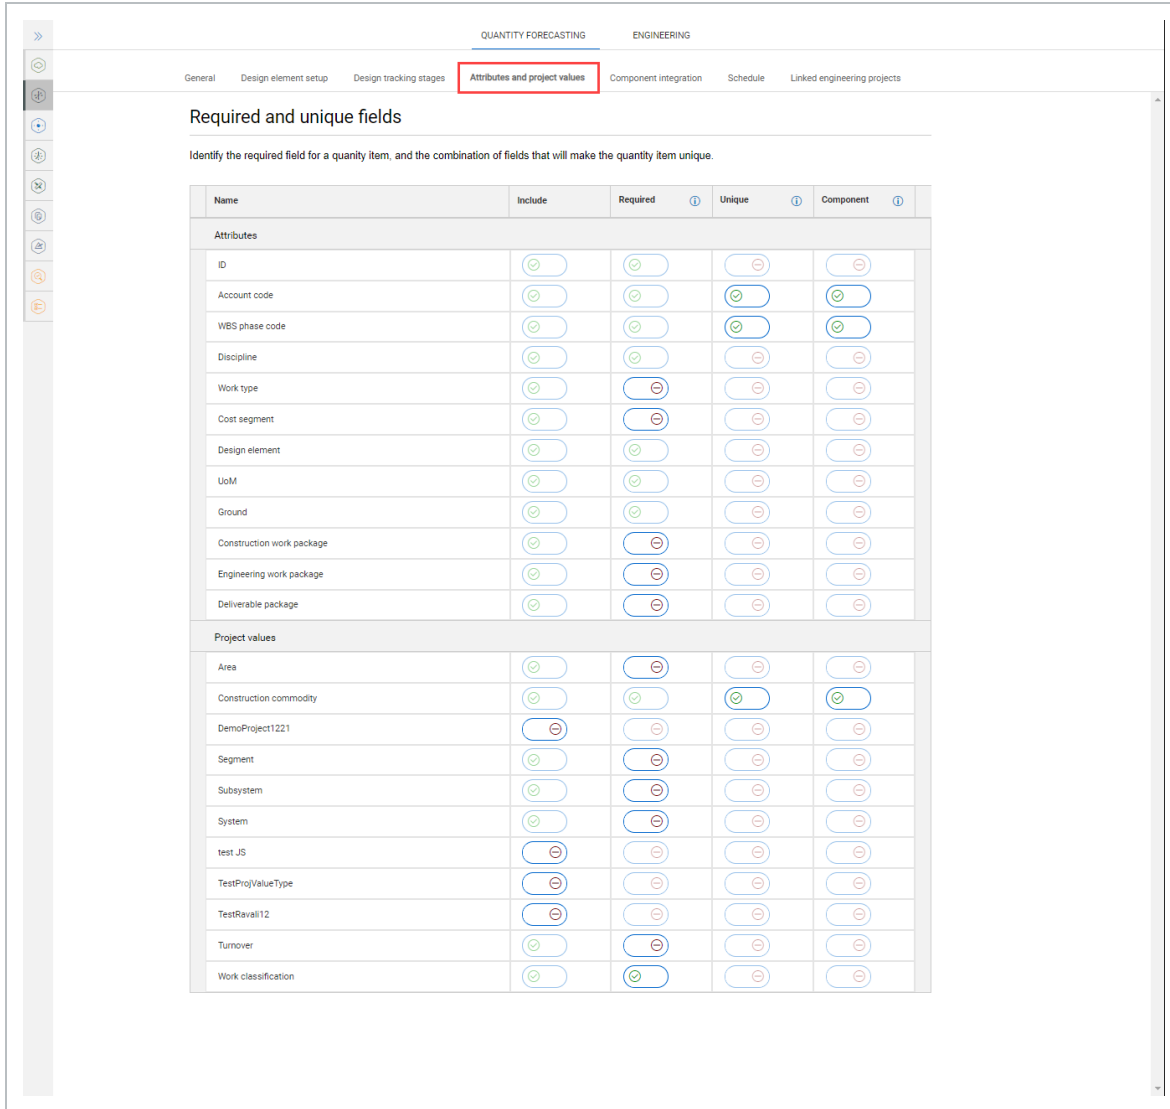 QUANTITY FORECASTING ENGINEERING
General Design element setup Design tracking stages Attributes and project values Component integration Schedule Linked engineering projects
Required and unique fields
Identify the required field for a quanity item, and the combination of fields that will make the quantity item unique.
Name Include Required Unique Component
Attributes
ID
Account code
WBS phase code
Discipline
Work type
Cost segment
Design element
UoM
Ground
Construction work package
Engineering work package
Deliverable package
Project values
Area
Construction commodity
DemoProject1221
Segment
Subsystem
System
test JS
TestProjValueType
TestRavali12
Turnover
Work classification